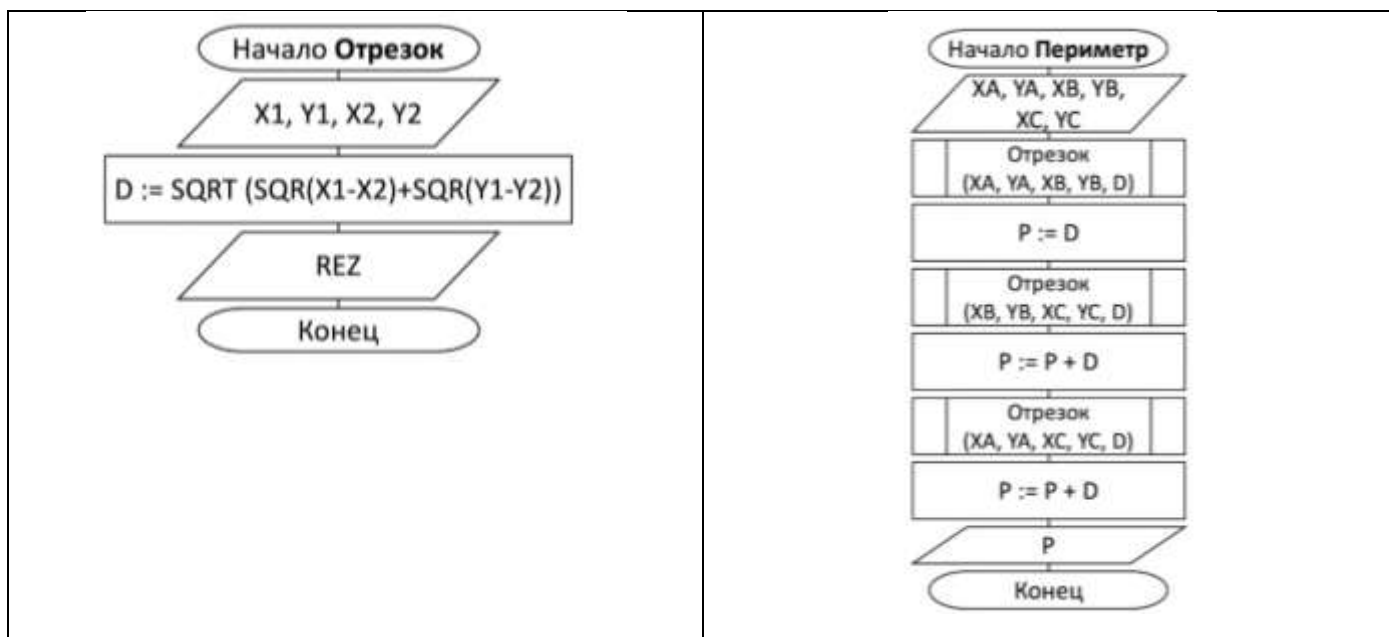 Начало Отрезок
X1, Y1, X2, Y2
D := SQRT (SQR(X1-X2)+SQR(Y1-Y2))
REZ
Конец
Начало Периметр
XA, YA, XB, YB,
XC, YC
Отрезок
(XA, YA, XB, YB, D)
P := D
Отрезок
(XB, YB, XC, YC, D)
P := P + D
Отрезок
(XA, YA, XC, YC, D)
P := P + D
P
Конец